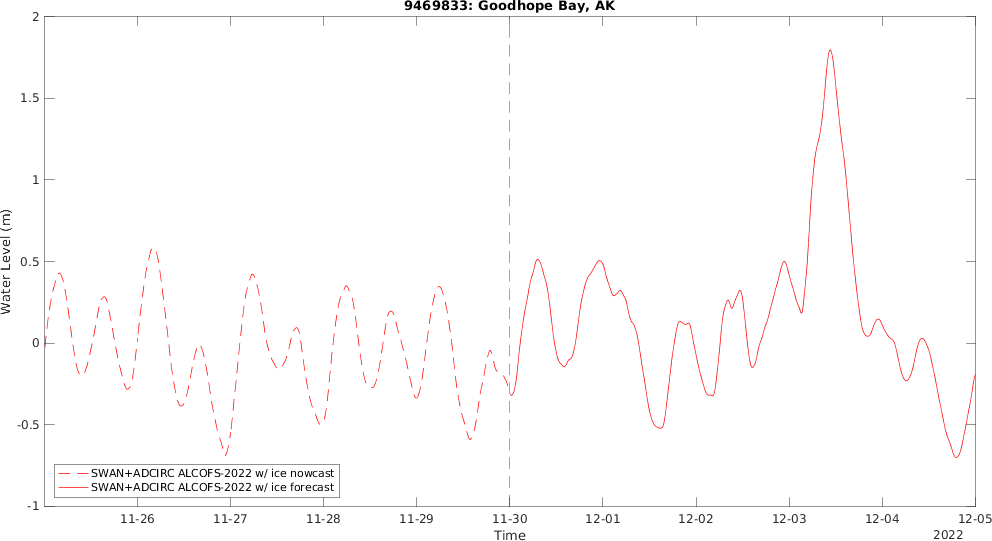 9469833: Goodhope Bay, AK
Water Level (m)
2
1.5
1
0.5
0
-0.5
-1
SWAN+ADCIRC ALCOFS-2022 w/ ice nowcast
SWAN+ADCIRC ALCOFS-2022 w/ ice forecast
11-26 11-27 11-28 11-29 11-30 12-01 12-02 12-03 12-04 12-05
Time
2022